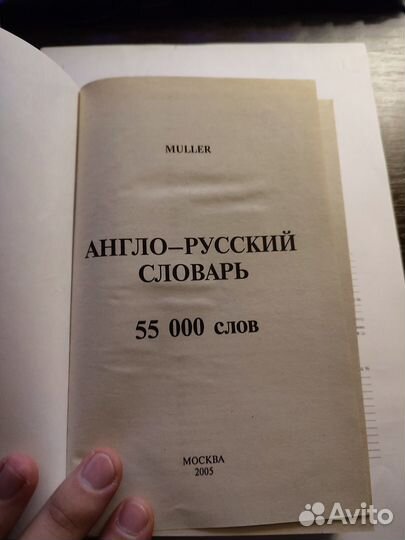 MULLER
АНГЛО–РУССКИЙ
СЛОВАРЬ
55 000 слов
МОСКВА
2005
Avito